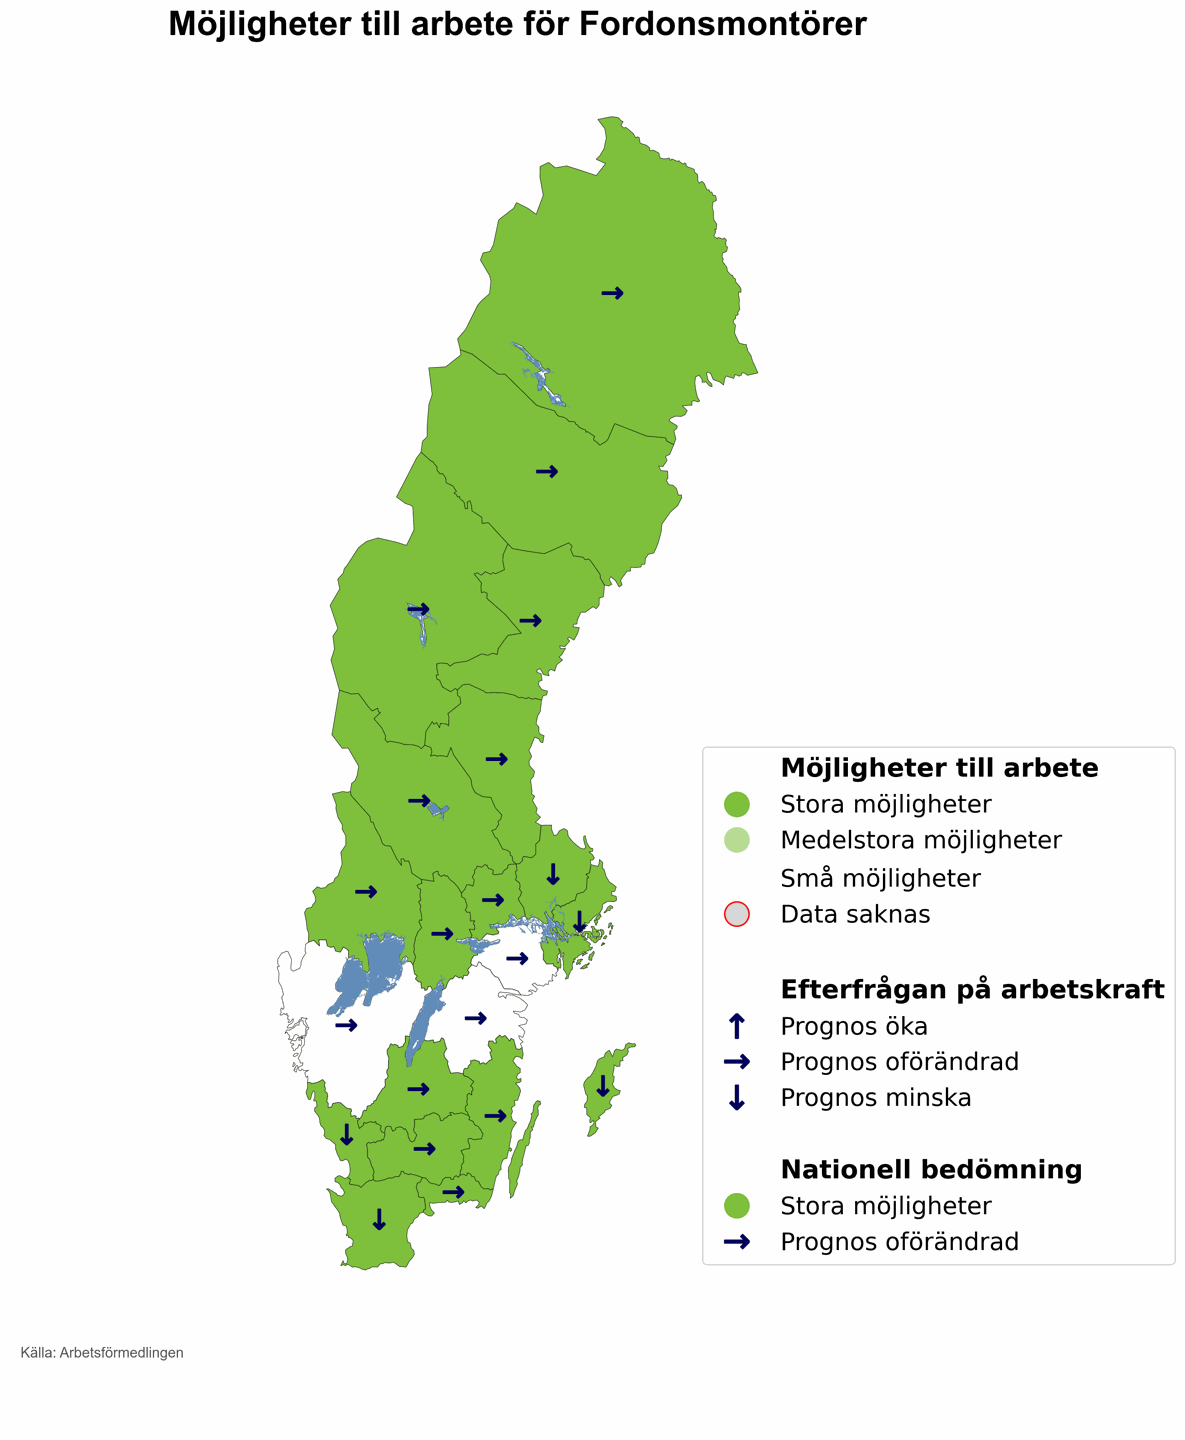 Möjligheter till arbete för Fordonsmontörer
Möjligheter till arbete
Stora möjligheter
Medelstora möjligheter
Små möjligheter
Data saknas
Efterfrågan på arbetskraft
Prognos öka
Prognos oförändrad
Prognos minska
Nationell bedömning
Stora möjligheter
Prognos oförändrad
Källa: Arbetsförmedlingen